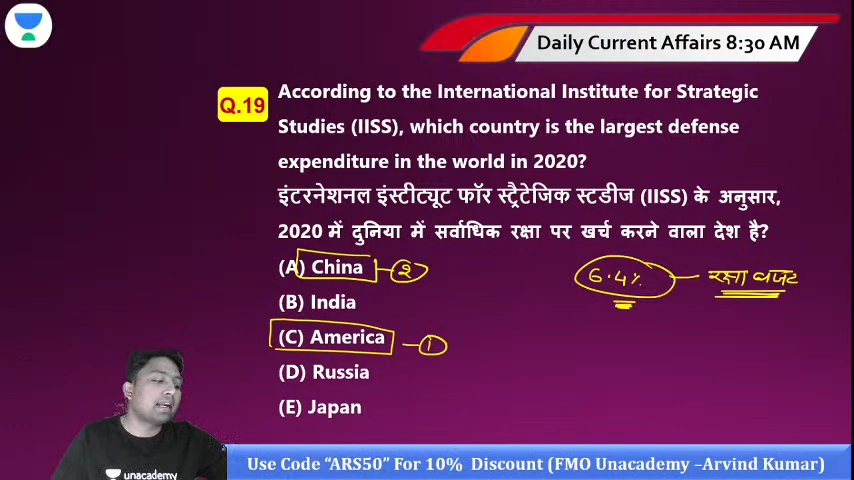 Daily Current Affairs 8:30 AM
Q.19
According to the International Institute for Strategic
Studies (IISS), which country is the largest defense
expenditure in the world in 2020?
इंटरनेशनल इंस्टीट्यूट फॉर स्ट्रैटेजिक स्टडीज (IISS) के अनुसार,
2020 में दुनिया में सर्वाधिक रक्षा पर खर्च करने वाला देश है?
(A) China २
6.4% रक्षा बजट
(B) India
(C) America 1
(D) Russia
(E) Japan
unacademy
Use Code “ARS50” For 10% Discount (FMO Unacademy –Arvind Kumar)